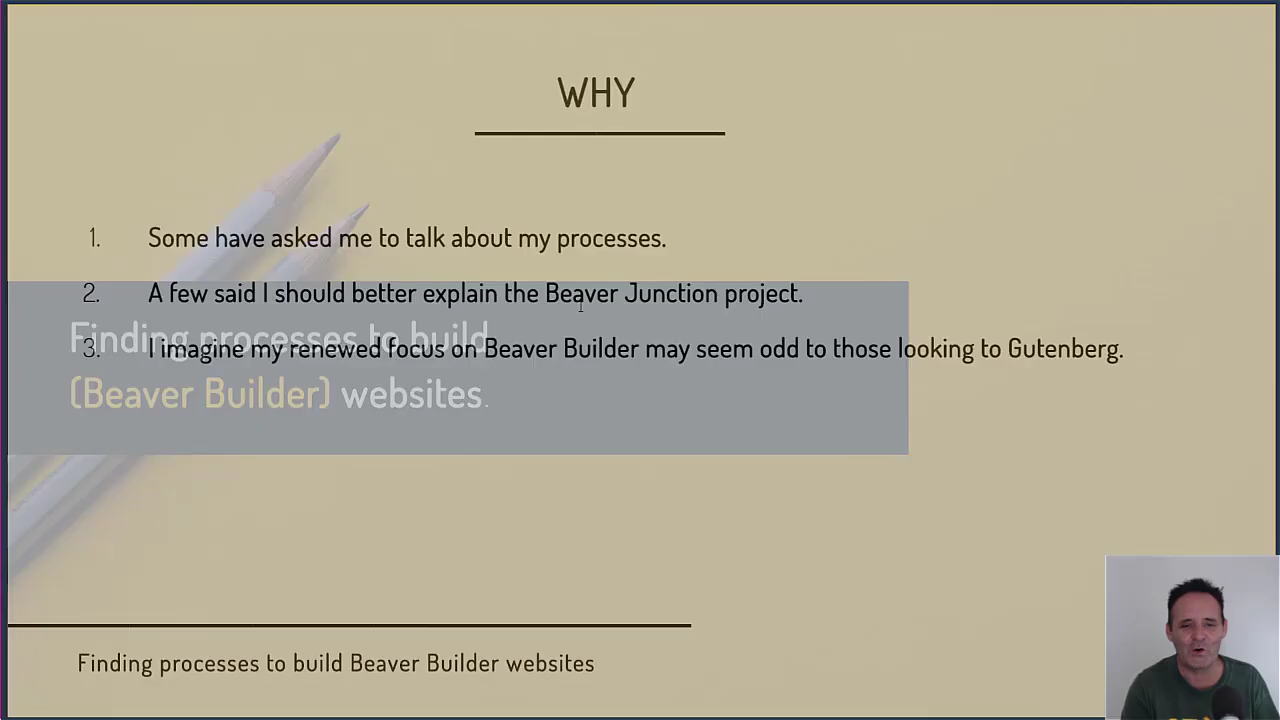 WHY
1. Some have asked me to talk about my processes.
2. A few said I should better explain the Beaver Junction project.
Finding processes to build
3. I imagine my renewed focus on Beaver Builder may seem odd to those looking to Gutenberg.
(Beaver Builder) websites.
Finding processes to build Beaver Builder websites